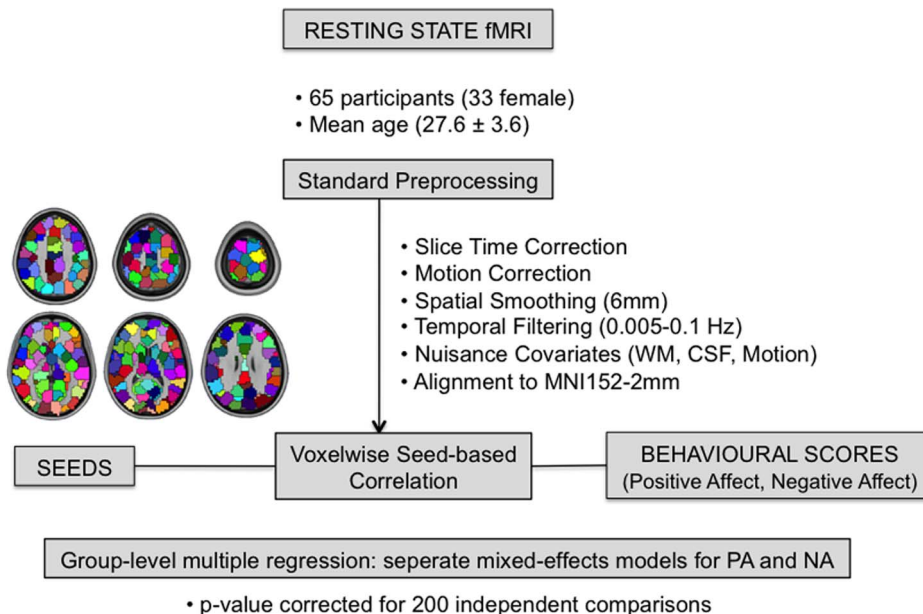 RESTING STATE fMRI
• 65 participants (33 female)
• Mean age (27.6 ± 3.6)
Standard Preprocessing
• Slice Time Correction
• Motion Correction
• Spatial Smoothing (6mm)
• Temporal Filtering (0.005-0.1 Hz)
• Nuisance Covariates (WM, CSF, Motion)
• Alignment to MNI152-2mm
SEEDS
Voxelwise Seed-based
Correlation
BEHAVIOURAL SCORES
(Positive Affect, Negative Affect)
Group-level multiple regression: seperate mixed-effects models for PA and NA
• p-value corrected for 200 independent comparisons